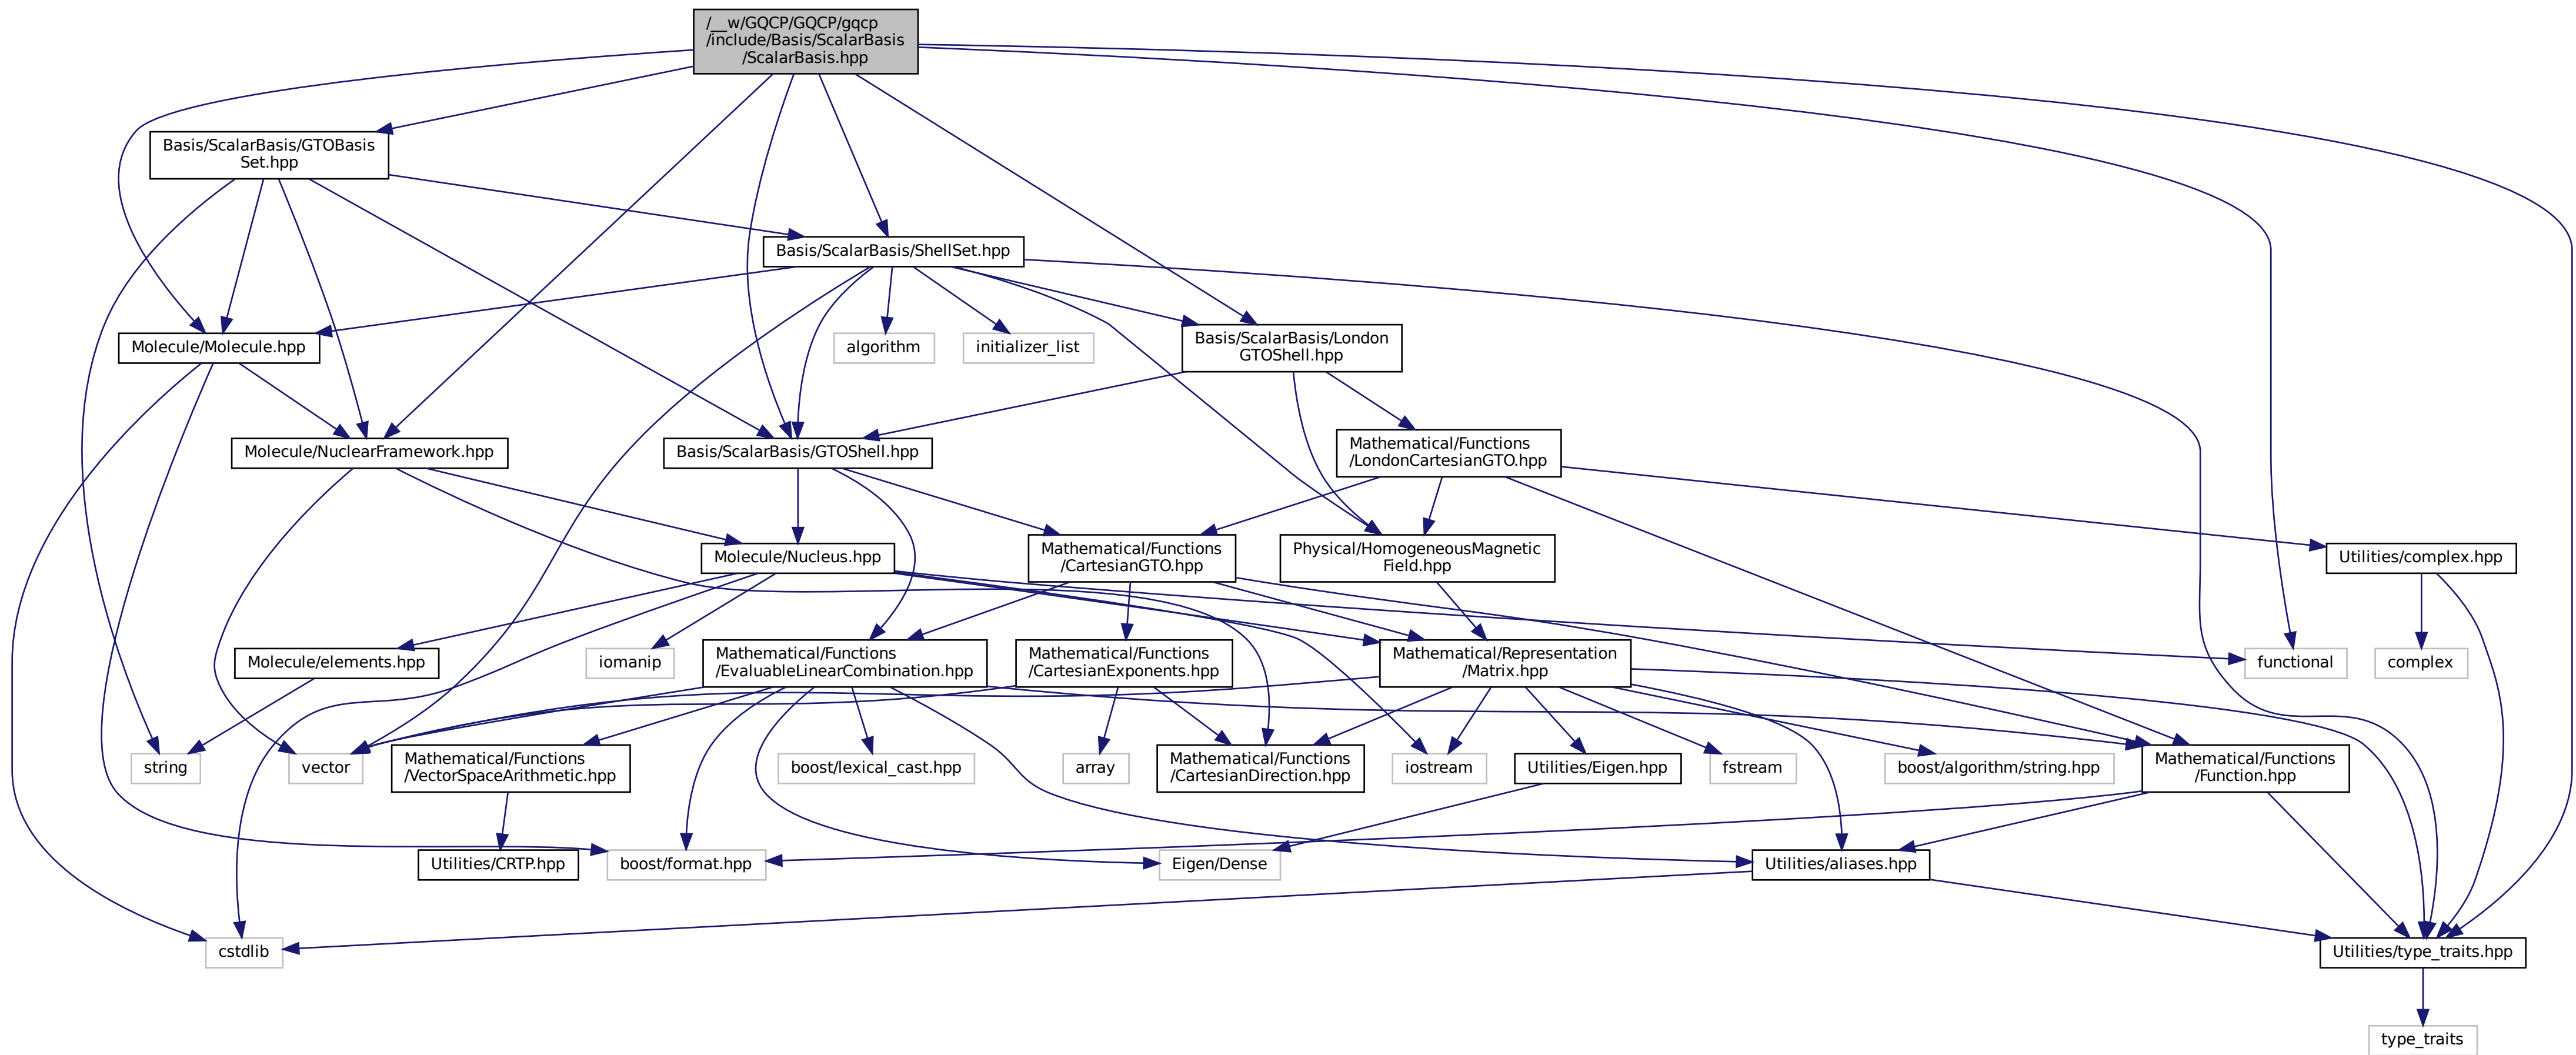 /__w/GQCP/GQCP/gqcp
/include/Basis/ScalarBasis
/ScalarBasis.hpp
Basis/ScalarBasis/GTOBasis
Set.hpp
Basis/ScalarBasis/ShellSet.hpp
Molecule/Molecule.hpp
algorithm
initializer_list
Basis/ScalarBasis/London
GTOShell.hpp
Molecule/NuclearFramework.hpp
Basis/ScalarBasis/GTOShell.hpp
Mathematical/Functions
/LondonCartesianGTO.hpp
Molecule/Nucleus.hpp
Mathematical/Functions
/CartesianGTO.hpp
Physical/HomogeneousMagnetic
Field.hpp
Utilities/complex.hpp
Molecule/elements.hpp
iomanip
Mathematical/Functions
/EvaluableLinearCombination.hpp
Mathematical/Functions
/CartesianExponents.hpp
Mathematical/Representation
/Matrix.hpp
functional
complex
string
vector
Mathematical/Functions
/VectorSpaceArithmetic.hpp
boost/lexical_cast.hpp
array
Mathematical/Functions
/CartesianDirection.hpp
iostream
Utilities/Eigen.hpp
fstream
boost/algorithm/string.hpp
Mathematical/Functions
/Function.hpp
Utilities/CRTP.hpp
boost/format.hpp
Eigen/Dense
Utilities/aliases.hpp
cstdlib
Utilities/type_traits.hpp
type_traits